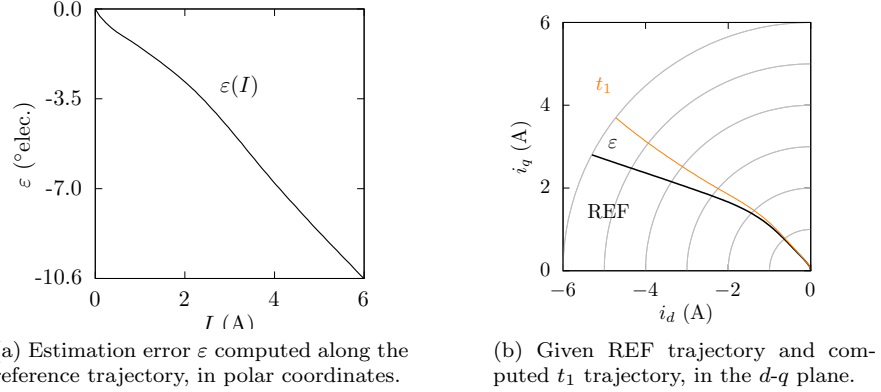 0.0
-3.5
-7.0
-10.6
ε (°elec.)
ε(I)
0
2
4
6
I (A)
(a) Estimation error ε computed along the
reference trajectory, in polar coordinates.
6
4
2
0
i_q (A)
t_1
ε
REF
−6
−4
−2
0
i_d (A)
(b) Given REF trajectory and com-
puted t_1 trajectory, in the d-q plane.